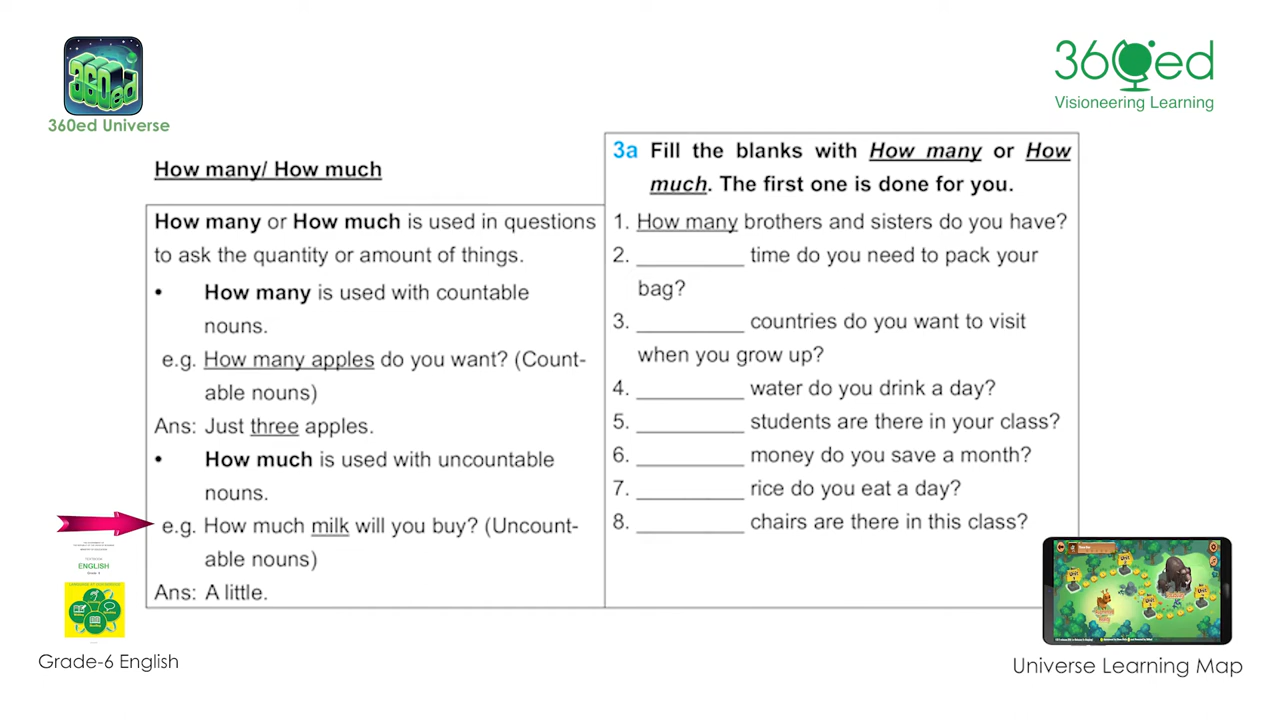 360ed
360ed Universe
360ed
Visioneering Learning
How many/ How much
How many or How much is used in questions
to ask the quantity or amount of things.
• How many is used with countable
nouns.
e.g. How many apples do you want? (Count-
able nouns)
Ans: Just three apples.
• How much is used with uncountable
nouns.
e.g. How much milk will you buy? (Uncount-
able nouns)
Ans: A little.
3a Fill the blanks with How many or How
much. The first one is done for you.
1. How many brothers and sisters do you have?
2. __________ time do you need to pack your
bag?
3. __________ countries do you want to visit
when you grow up?
4. __________ water do you drink a day?
5. __________ students are there in your class?
6. __________ money do you save a month?
7. __________ rice do you eat a day?
8. __________ chairs are there in this class?
ENGLISH
Grade-6 English
Universe Learning Map